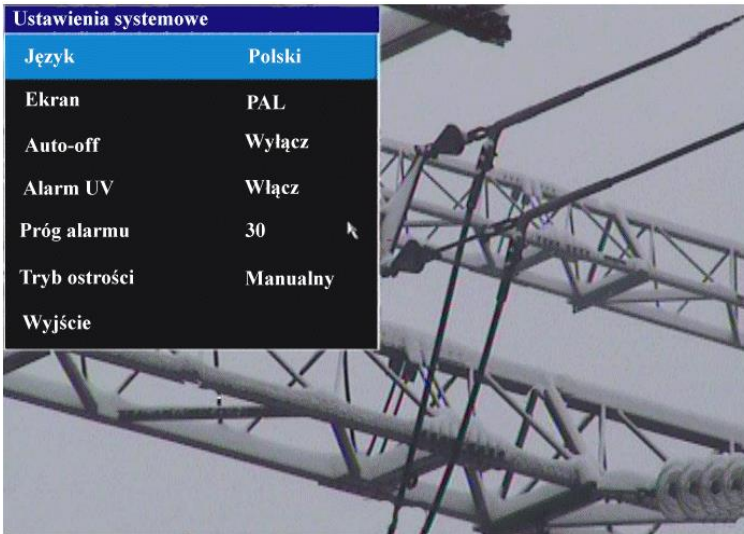 Ustawienia systemowe
Język Polski
Ekran PAL
Auto-off Wyłącz
Alarm UV Włącz
Próg alarmu 30
Tryb ostrości Manualny
Wyjście